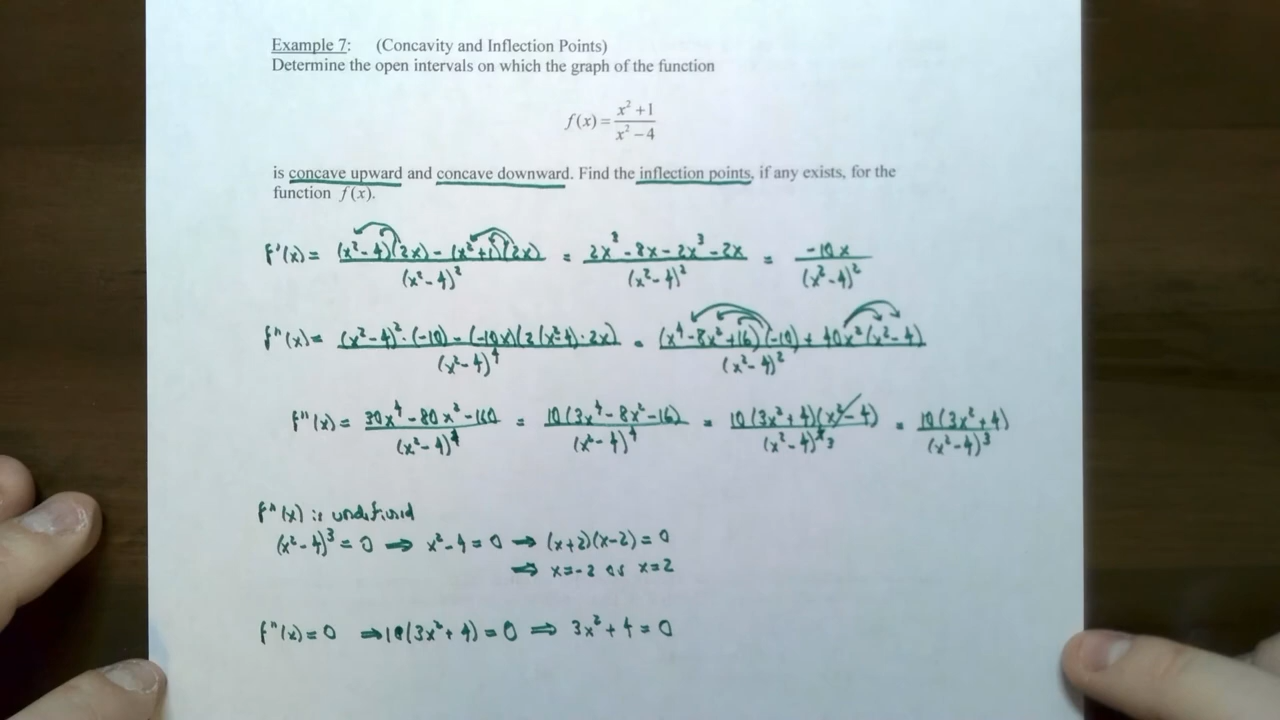 Example 7: (Concavity and Inflection Points)
Determine the open intervals on which the graph of the function
f(x) = (x² + 1)/(x² − 4)
is concave upward and concave downward. Find the inflection points, if any exists, for the
function f(x).
f'(x) = ((x² − 4)(2x) − (x² + 1)(2x))/(x² − 4)² = (2x³ − 8x − 2x³ − 2x)/(x² − 4)² = −10x/(x² − 4)²
f"(x) = ((x² − 4)² · (−10) − (−10x)(2(x² − 4) · 2x))/(x² − 4)⁴ = ((x⁴ − 8x² + 16)(−10) + 40x²(x² − 4))/(x² − 4)²
f"(x) = (30x⁴ − 80x² − 160)/(x² − 4)⁴ = 10(3x⁴ − 8x² − 16)/(x² − 4)⁴ = 10(3x² + 4)(x² − 4)/(x² − 4)⁴ ³ = 10(3x² + 4)/(x² − 4)³
f"(x) is undefined
(x² − 4)³ = 0 ⇒ x² − 4 = 0 ⇒ (x + 2)(x − 2) = 0
⇒ x = −2 or x = 2
f"(x) = 0 ⇒ 10(3x² + 4) = 0 ⇒ 3x² + 4 = 0